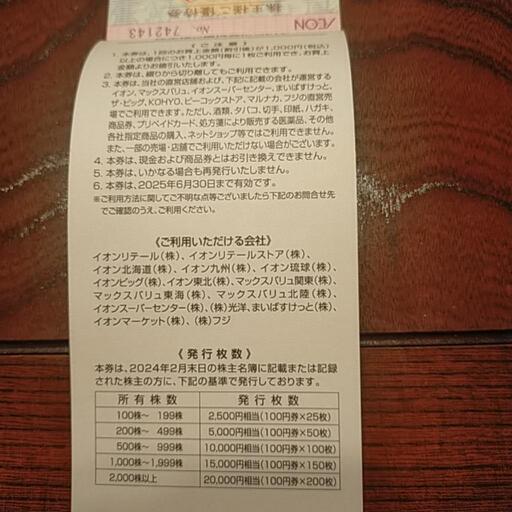 株主様ご優待券
ÆON
No. 742143
《ご注意》
1. 本券は、1回のお買上金額(割引後)が1,000円(税込)
以上の場合につき1,000円毎に1枚ご利用でき、お買上
金額よりお値引いたします。
2. 本券は、綴りから切り離してもご利用できます。
3. 本券は、当社の直営店舗および、下記に記載の会社が運営する
イオン、マックスバリュ、イオンスーパーセンター、まいばすけっと、
ザ・ビッグ、KOHYO、ピーコックストア、マルナカ、フジの直営売
場でご利用できます。ただし、酒類、タバコ、切手、印紙、ハガキ、
商品券、プリペイドカード、処方箋により販売する医薬品、その他
各社指定商品の購入、ネットショップ等ではご利用できません。
また、一部の売場・店舗でご利用いただけない場合がございます。
4. 本券は、現金および商品券とはお引き換えできません。
5. 本券は、いかなる場合も再発行いたしません。
6. 本券は、2025年6月30日まで有効です。
※ご利用方法に関してご不明な点等ございましたら下記のお問合せ先
でご確認のうえ、ご利用ください。
《ご利用いただける会社》
イオンリテール(株)、イオンリテールストア(株)、
イオン北海道(株)、イオン九州(株)、イオン琉球(株)、
イオンビッグ(株)、イオン東北(株)、マックスバリュ関東(株)、
マックスバリュ東海(株)、マックスバリュ北陸(株)、
イオンスーパーセンター(株)、(株)光洋、まいばすけっと(株)、
イオンマーケット(株)、(株)フジ
《発行枚数》
本券は、2024年2月末日の株主名簿に記載または記録
された株主の方に、下記の基準で発行しております。
所有株数 発行枚数
100株〜 199株 2,500円相当(100円券×25枚)
200株〜 499株 5,000円相当(100円券×50枚)
500株〜 999株 10,000円相当(100円券×100枚)
1,000株〜1,999株 15,000円相当(100円券×150枚)
2,000株以上 20,000円相当(100円券×200枚)